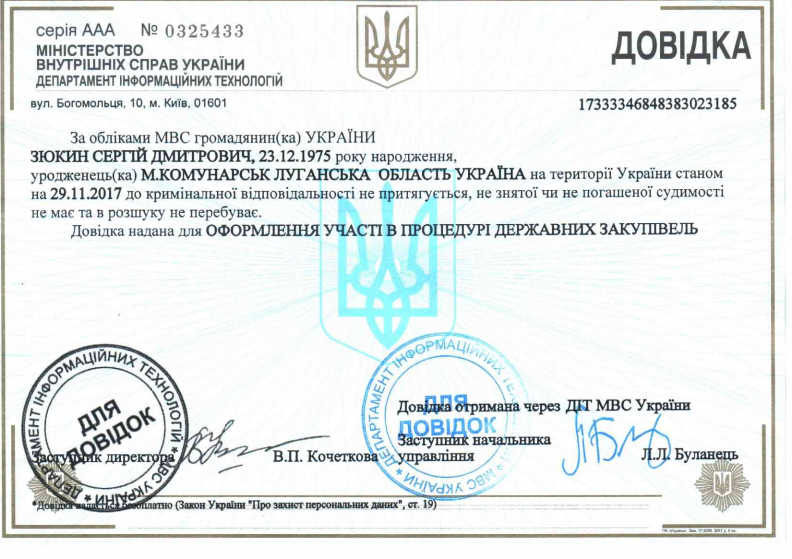 серія ААА № 0325433
МІНІСТЕРСТВО
ВНУТРІШНІХ СПРАВ УКРАЇНИ
ДЕПАРТАМЕНТ ІНФОРМАЦІЙНИХ ТЕХНОЛОГІЙ
вул. Богомольця, 10, м. Київ, 01601
ДОВІДКА
17333346848383023185
За обліками МВС громадянин(ка) УКРАЇНИ
ЗЮКИН СЕРГІЙ ДМИТРОВИЧ, 23.12.1975 року народження,
уродженець(ка) М.КОМУНАРСЬК ЛУГАНСЬКА ОБЛАСТЬ УКРАЇНА на території України станом
на 29.11.2017 до кримінальної відповідальності не притягується, не знятої чи не погашеної судимості
не має та в розшуку не перебуває.
Довідка надана для ОФОРМЛЕННЯ УЧАСТІ В ПРОЦЕДУРІ ДЕРЖАВНИХ ЗАКУПІВЕЛЬ
ДЕПАРТАМЕНТ ІНФОРМАЦІЙНИХ ТЕХНОЛОГІЙ * МВС УКРАЇНИ *
ДЛЯ
ДОВІДОК
Заступник директора
В.П. Кочеткова
ДЕПАРТАМЕНТ ІНФОРМАЦІЙНИХ * МВС УКРАЇНИ *
ДЛЯ
ДОВІДОК
Довідка отримана через ДІТ МВС України
Заступник начальника
управління
Л.Л. Буланець
*Довідка надається безоплатно (Закон України "Про захист персональних даних", ст. 19)